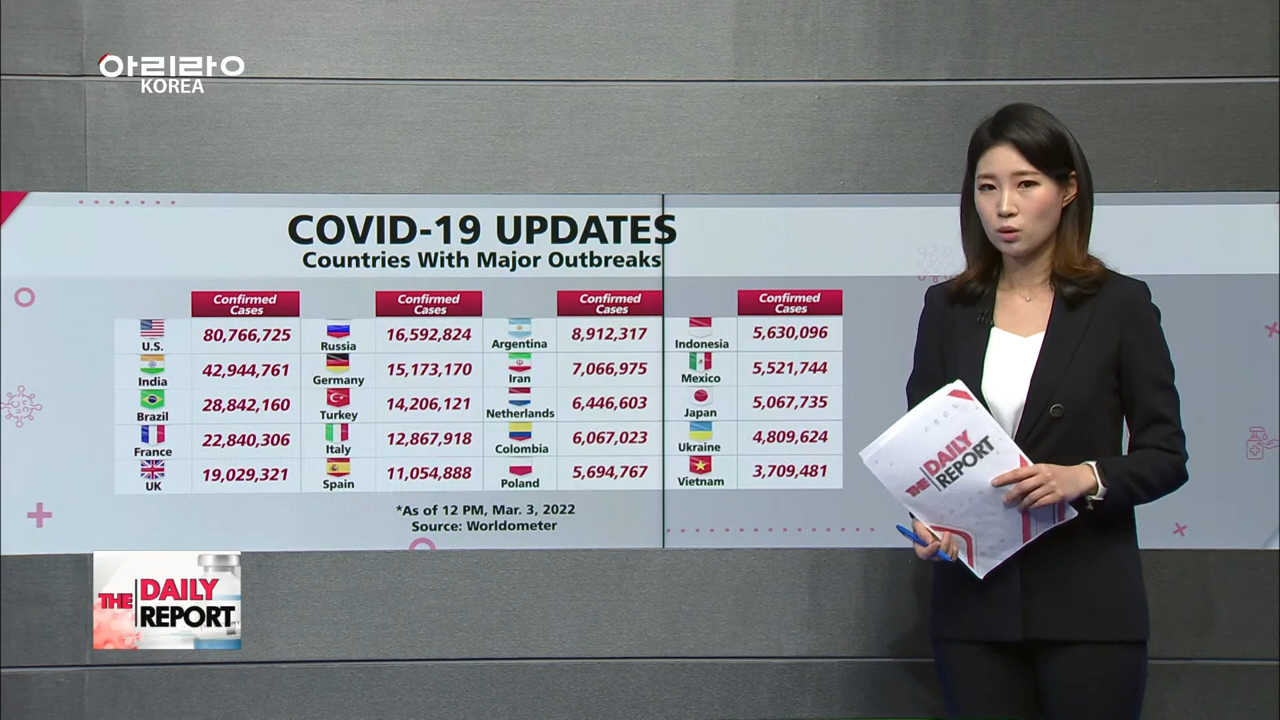 아리랑
KOREA
COVID-19 UPDATES
Countries With Major Outbreaks
Confirmed Cases Confirmed Cases Confirmed Cases Confirmed Cases
U.S. 80,766,725 Russia 16,592,824 Argentina 8,912,317 Indonesia 5,630,096
India 42,944,761 Germany 15,173,170 Iran 7,066,975 Mexico 5,521,744
Brazil 28,842,160 Turkey 14,206,121 Netherlands 6,446,603 Japan 5,067,735
France 22,840,306 Italy 12,867,918 Colombia 6,067,023 Ukraine 4,809,624
UK 19,029,321 Spain 11,054,888 Poland 5,694,767 Vietnam 3,709,481
*As of 12 PM, Mar. 3, 2022
Source: Worldometer
THE DAILY
REPORT
THE DAILY
REPORT